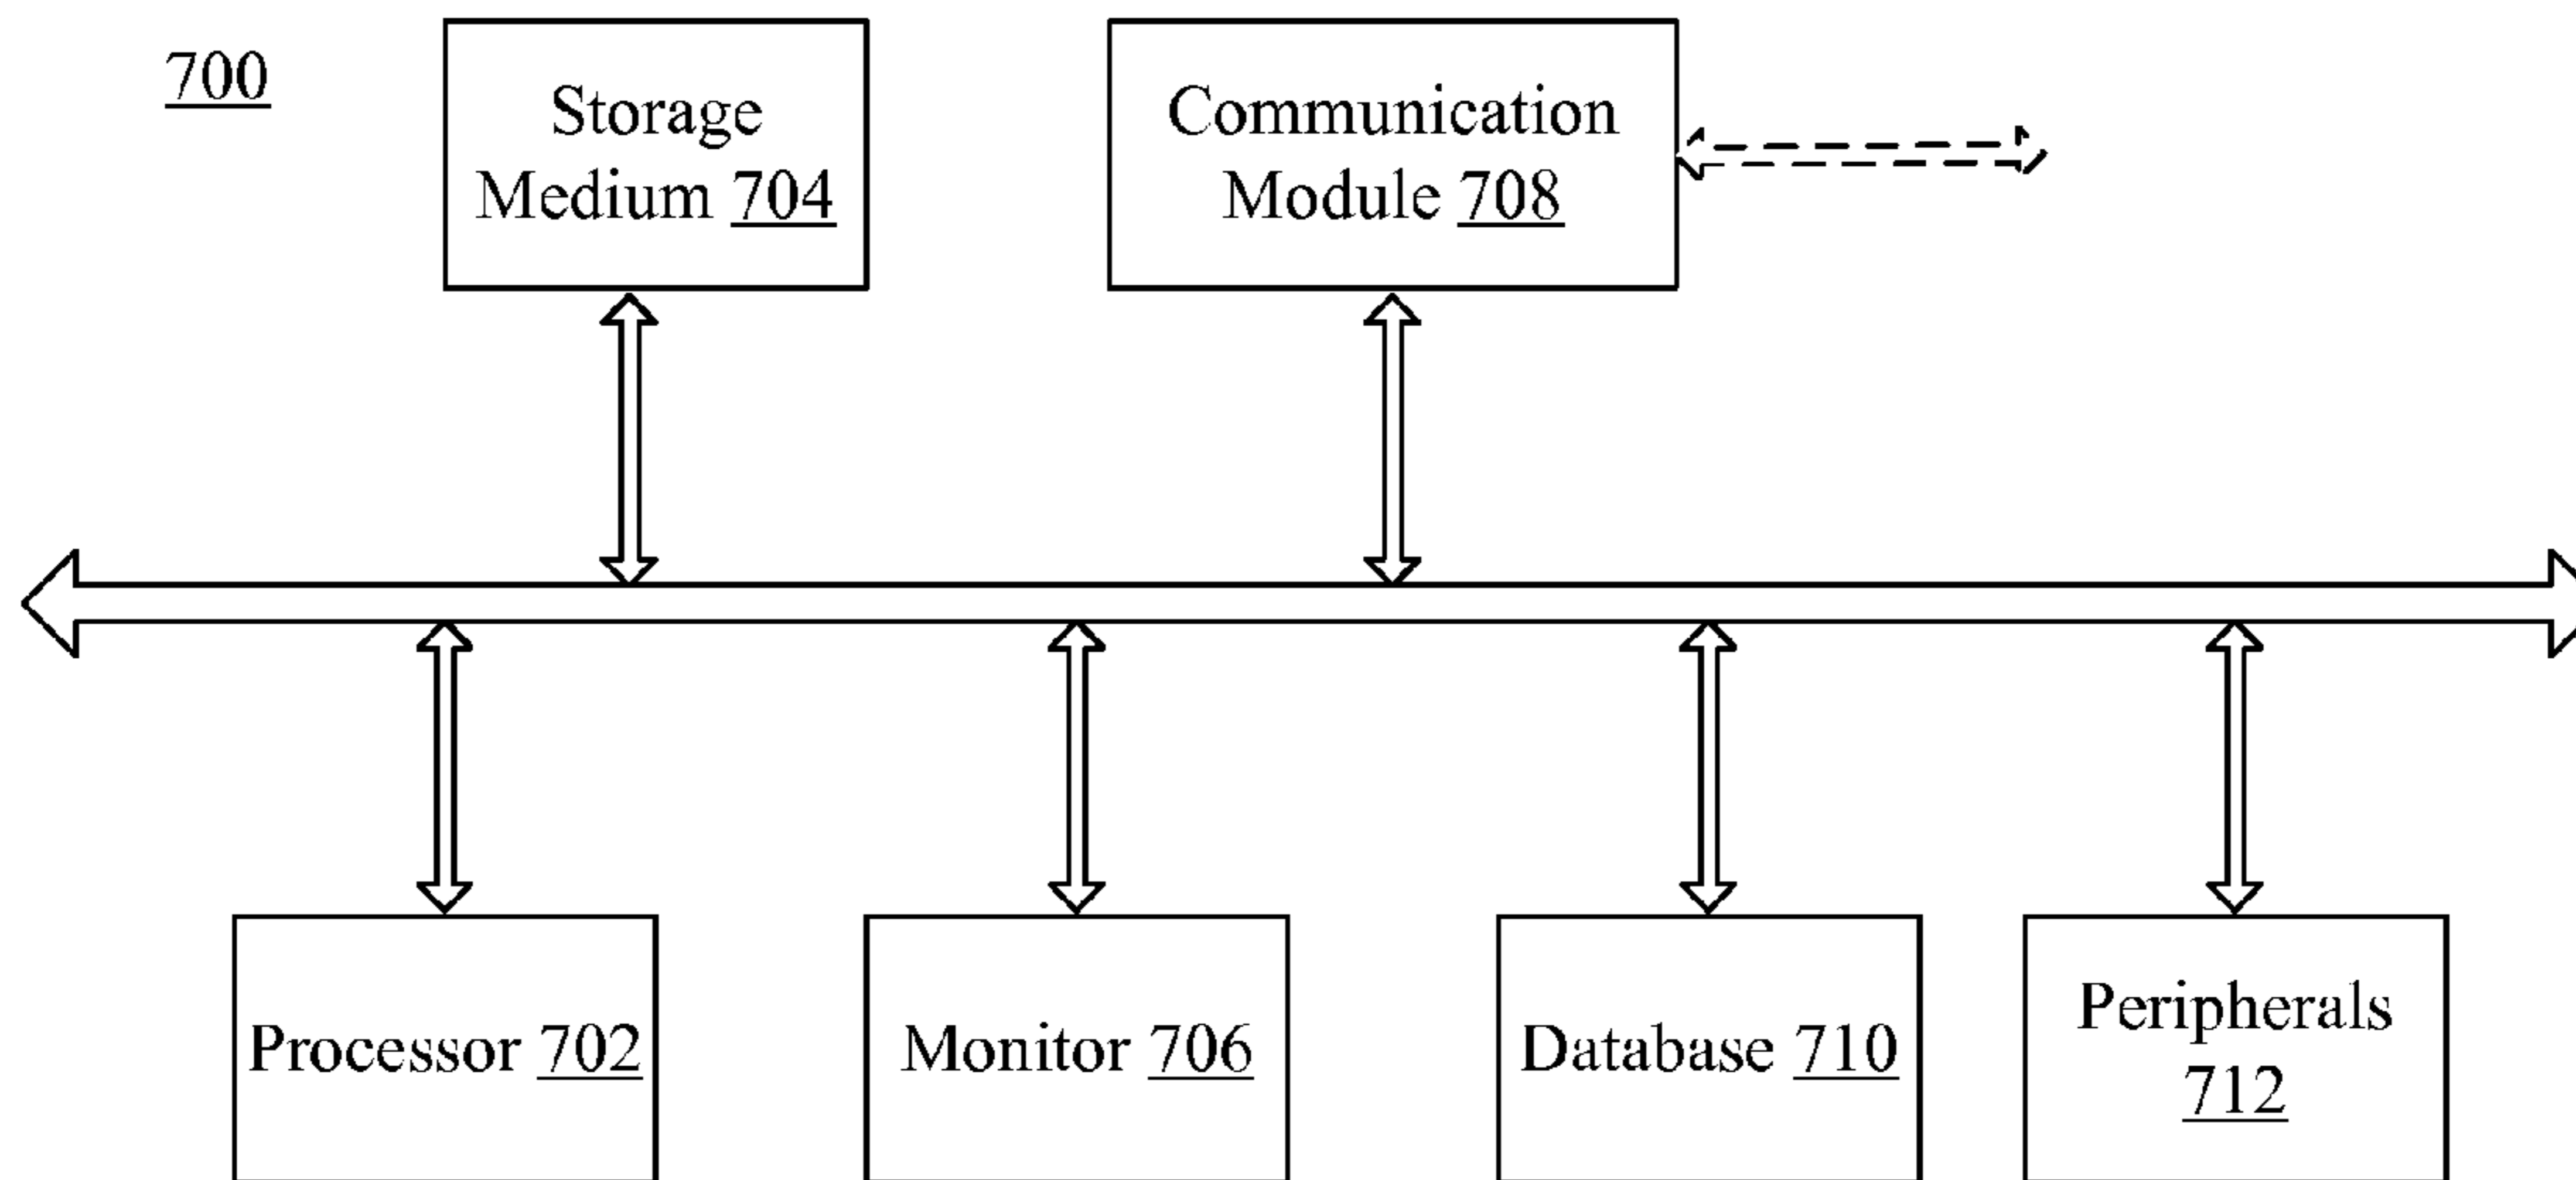 700
Storage
Medium 704
Communication
Module 708
Processor 702
Monitor 706
Database 710
Peripherals
712